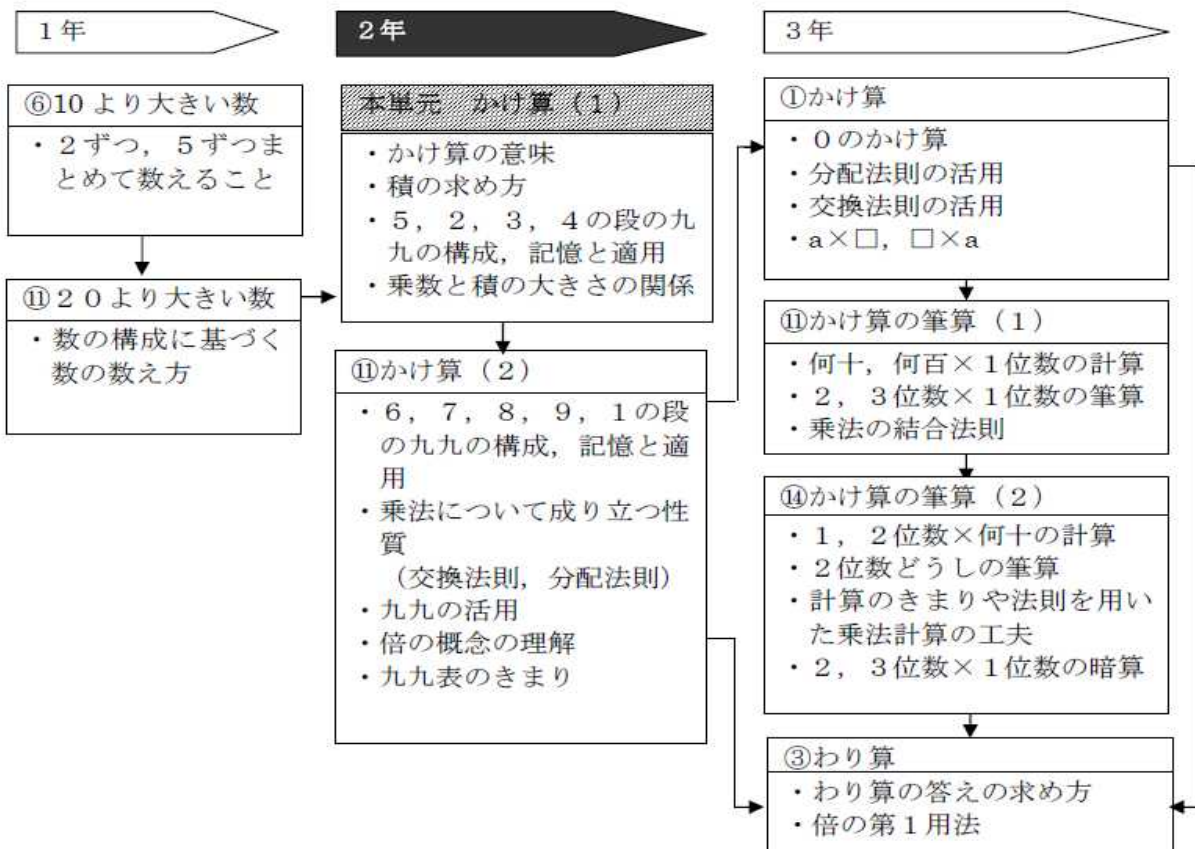 １年
⑥10 より大きい数
・２ずつ，５ずつま
とめて数えること
⑪２０より大きい数
・数の構成に基づく
数の数え方
２年
本単元　かけ算（１）
・かけ算の意味
・積の求め方
・５，２，３，４の段の九
九の構成，記憶と適用
・乗数と積の大きさの関係
⑪かけ算（２）
・６，７，８，９，１の段
の九九の構成，記憶と適
用
・乗法について成り立つ性
質
（交換法則，分配法則）
・九九の活用
・倍の概念の理解
・九九表のきまり
３年
①かけ算
・０のかけ算
・分配法則の活用
・交換法則の活用
・a×□，□×a
⑪かけ算の筆算（１）
・何十，何百×１位数の計算
・２，３位数×１位数の筆算
・乗法の結合法則
⑭かけ算の筆算（２）
・１，２位数×何十の計算
・２位数どうしの筆算
・計算のきまりや法則を用い
た乗法計算の工夫
・２，３位数×１位数の暗算
③わり算
・わり算の答えの求め方
・倍の第１用法